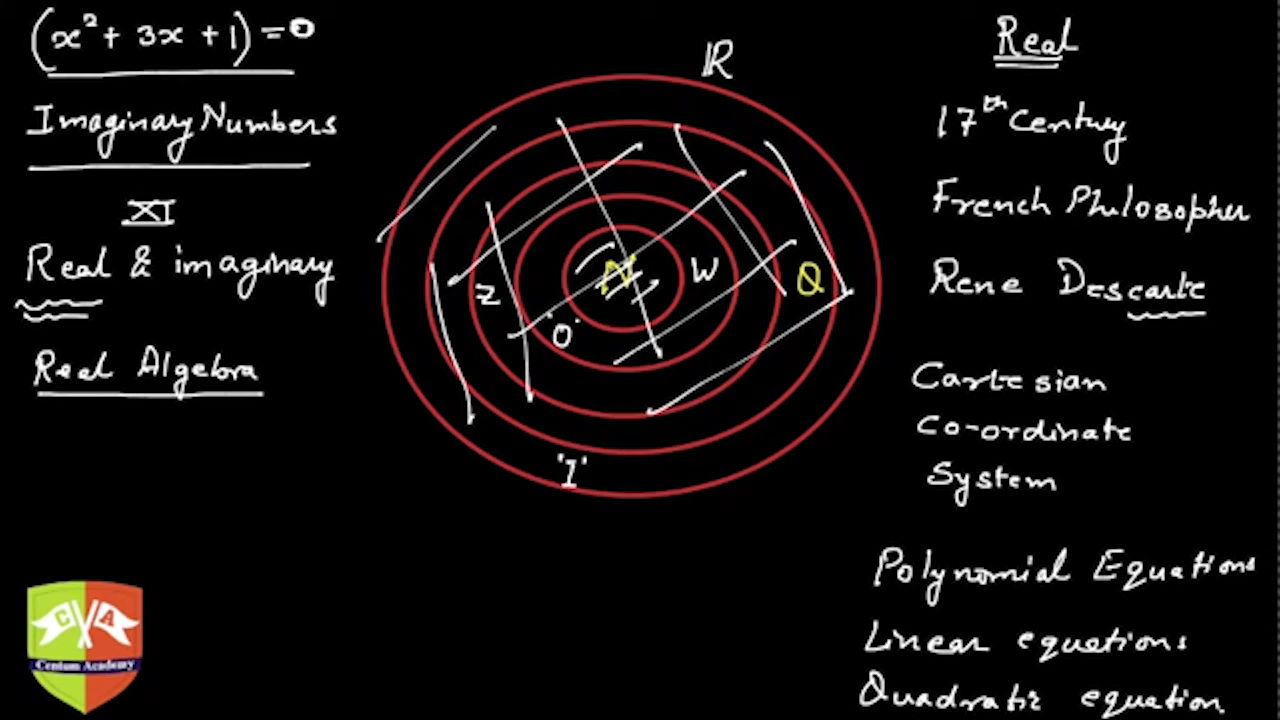 (x² + 3x + 1) = 0
Imaginary Numbers
XI
Real & imaginary
Real Algebra
R
N
W
Z
'0'
Q
'I'
Real
17th Century
French Philosopher
Rene Descarte
Cartesian
Co-ordinate
System
Polynomial Equations
Linear equations
Quadratic equation
C A
Centum Academy